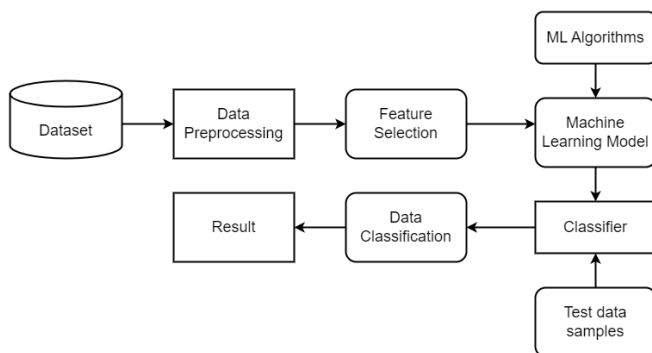 ML Algorithms
Dataset
Data
Preprocessing
Feature
Selection
Machine
Learning Model
Result
Data
Classification
Classifier
Test data
samples